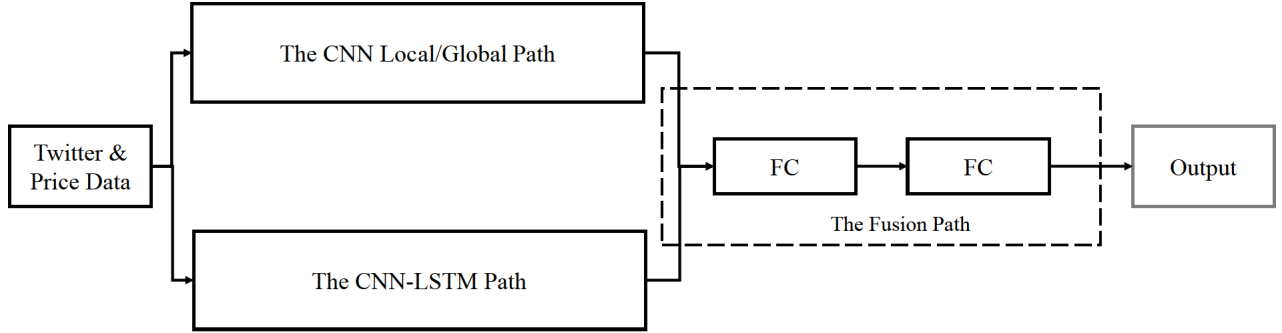 The CNN Local/Global Path
Twitter &
Price Data
FC
FC
Output
The Fusion Path
The CNN-LSTM Path